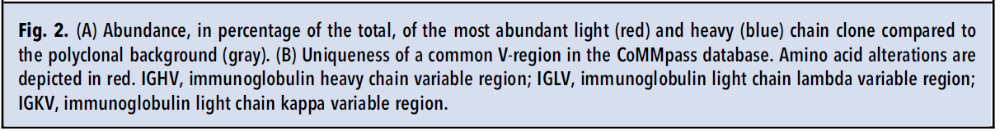 Fig. 2. (A) Abundance, in percentage of the total, of the most abundant light (red) and heavy (blue) chain clone compared to
the polyclonal background (gray). (B) Uniqueness of a common V-region in the CoMMpass database. Amino acid alterations are
depicted in red. IGHV, immunoglobulin heavy chain variable region; IGLV, immunoglobulin light chain lambda variable region;
IGKV, immunoglobulin light chain kappa variable region.